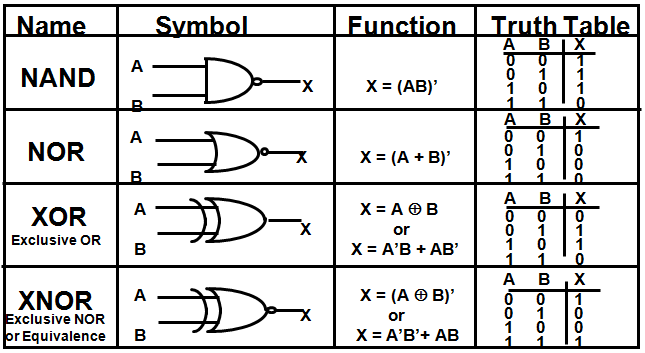 Name Symbol Function Truth Table
NAND
A
B
X
X = (AB)’
A B X
0 0 1
0 1 1
1 0 1
1 1 0
NOR
A
B
X
X = (A + B)’
A B X
0 0 1
0 1 0
1 0 0
1 1 0
XOR
Exclusive OR
A
B
X
X = A ⊕ B
or
X = A’B + AB’
A B X
0 0 0
0 1 1
1 0 1
1 1 0
XNOR
Exclusive NOR
or Equivalence
A
B
X
X = (A ⊕ B)’
or
X = A’B’+ AB
A B X
0 0 1
0 1 0
1 0 0
1 1 1